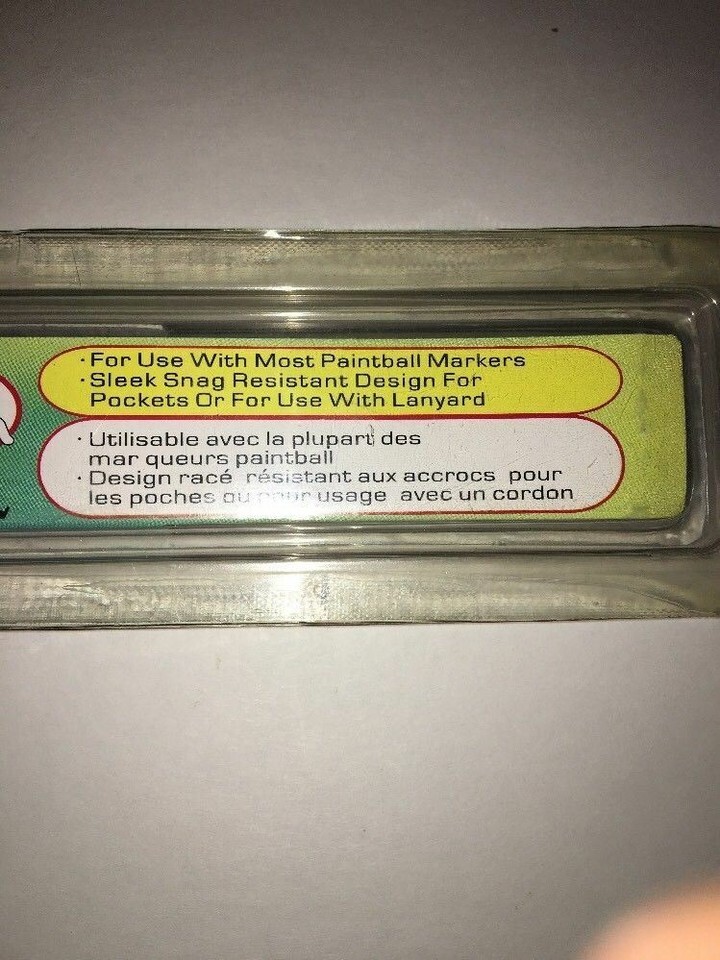 · For Use With Most Paintball Markers
· Sleek Snag Resistant Design For
Pockets Or For Use With Lanyard
· Utilisable avec la plupart des
mar queurs paintball
· Design racé résistant aux accrocs pour
les poches ou pour usage avec un cordon